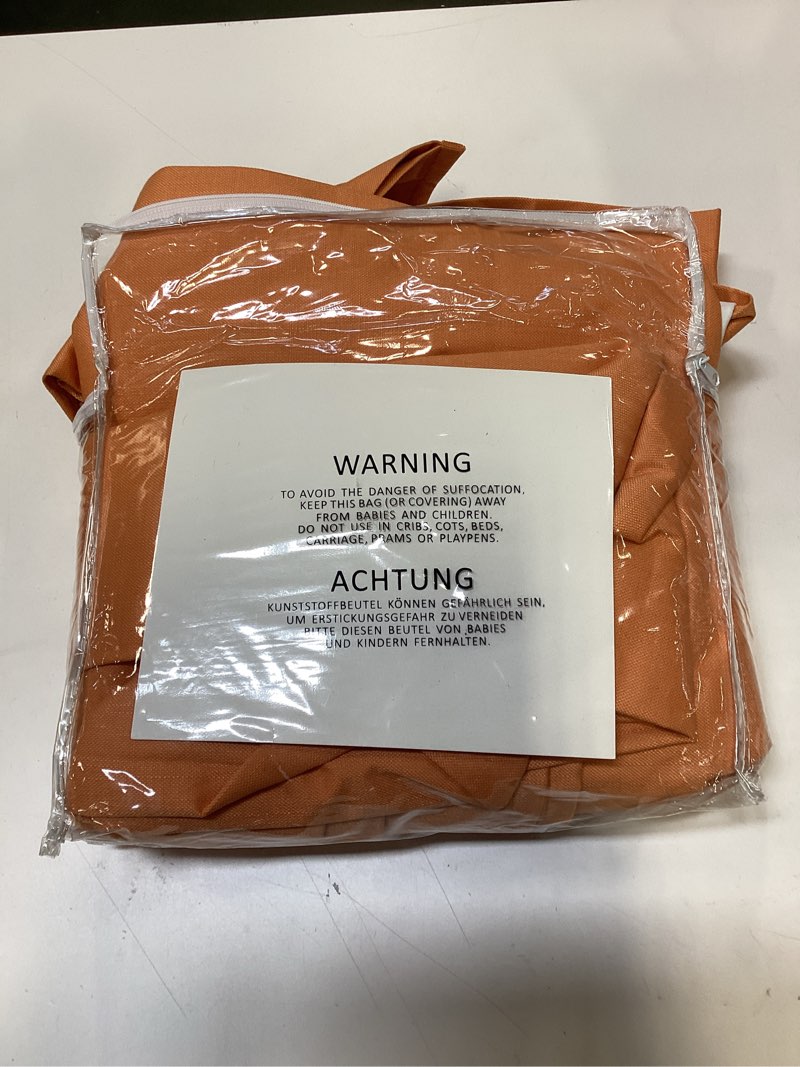 WARNING
TO AVOID THE DANGER OF SUFFOCATION,
KEEP THIS BAG (OR COVERING) AWAY
FROM BABIES AND CHILDREN.
DO NOT USE IN CRIBS, COTS, BEDS,
CARRIAGE, PRAMS OR PLAYPENS.
ACHTUNG
KUNSTSTOFFBEUTEL KÖNNEN GEFÄHRLICH SEIN,
UM ERSTICKUNGSGEFAHR ZU VERNEIDEN
BITTE DIESEN BEUTEL VON BABIES
UND KINDERN FERNHALTEN.